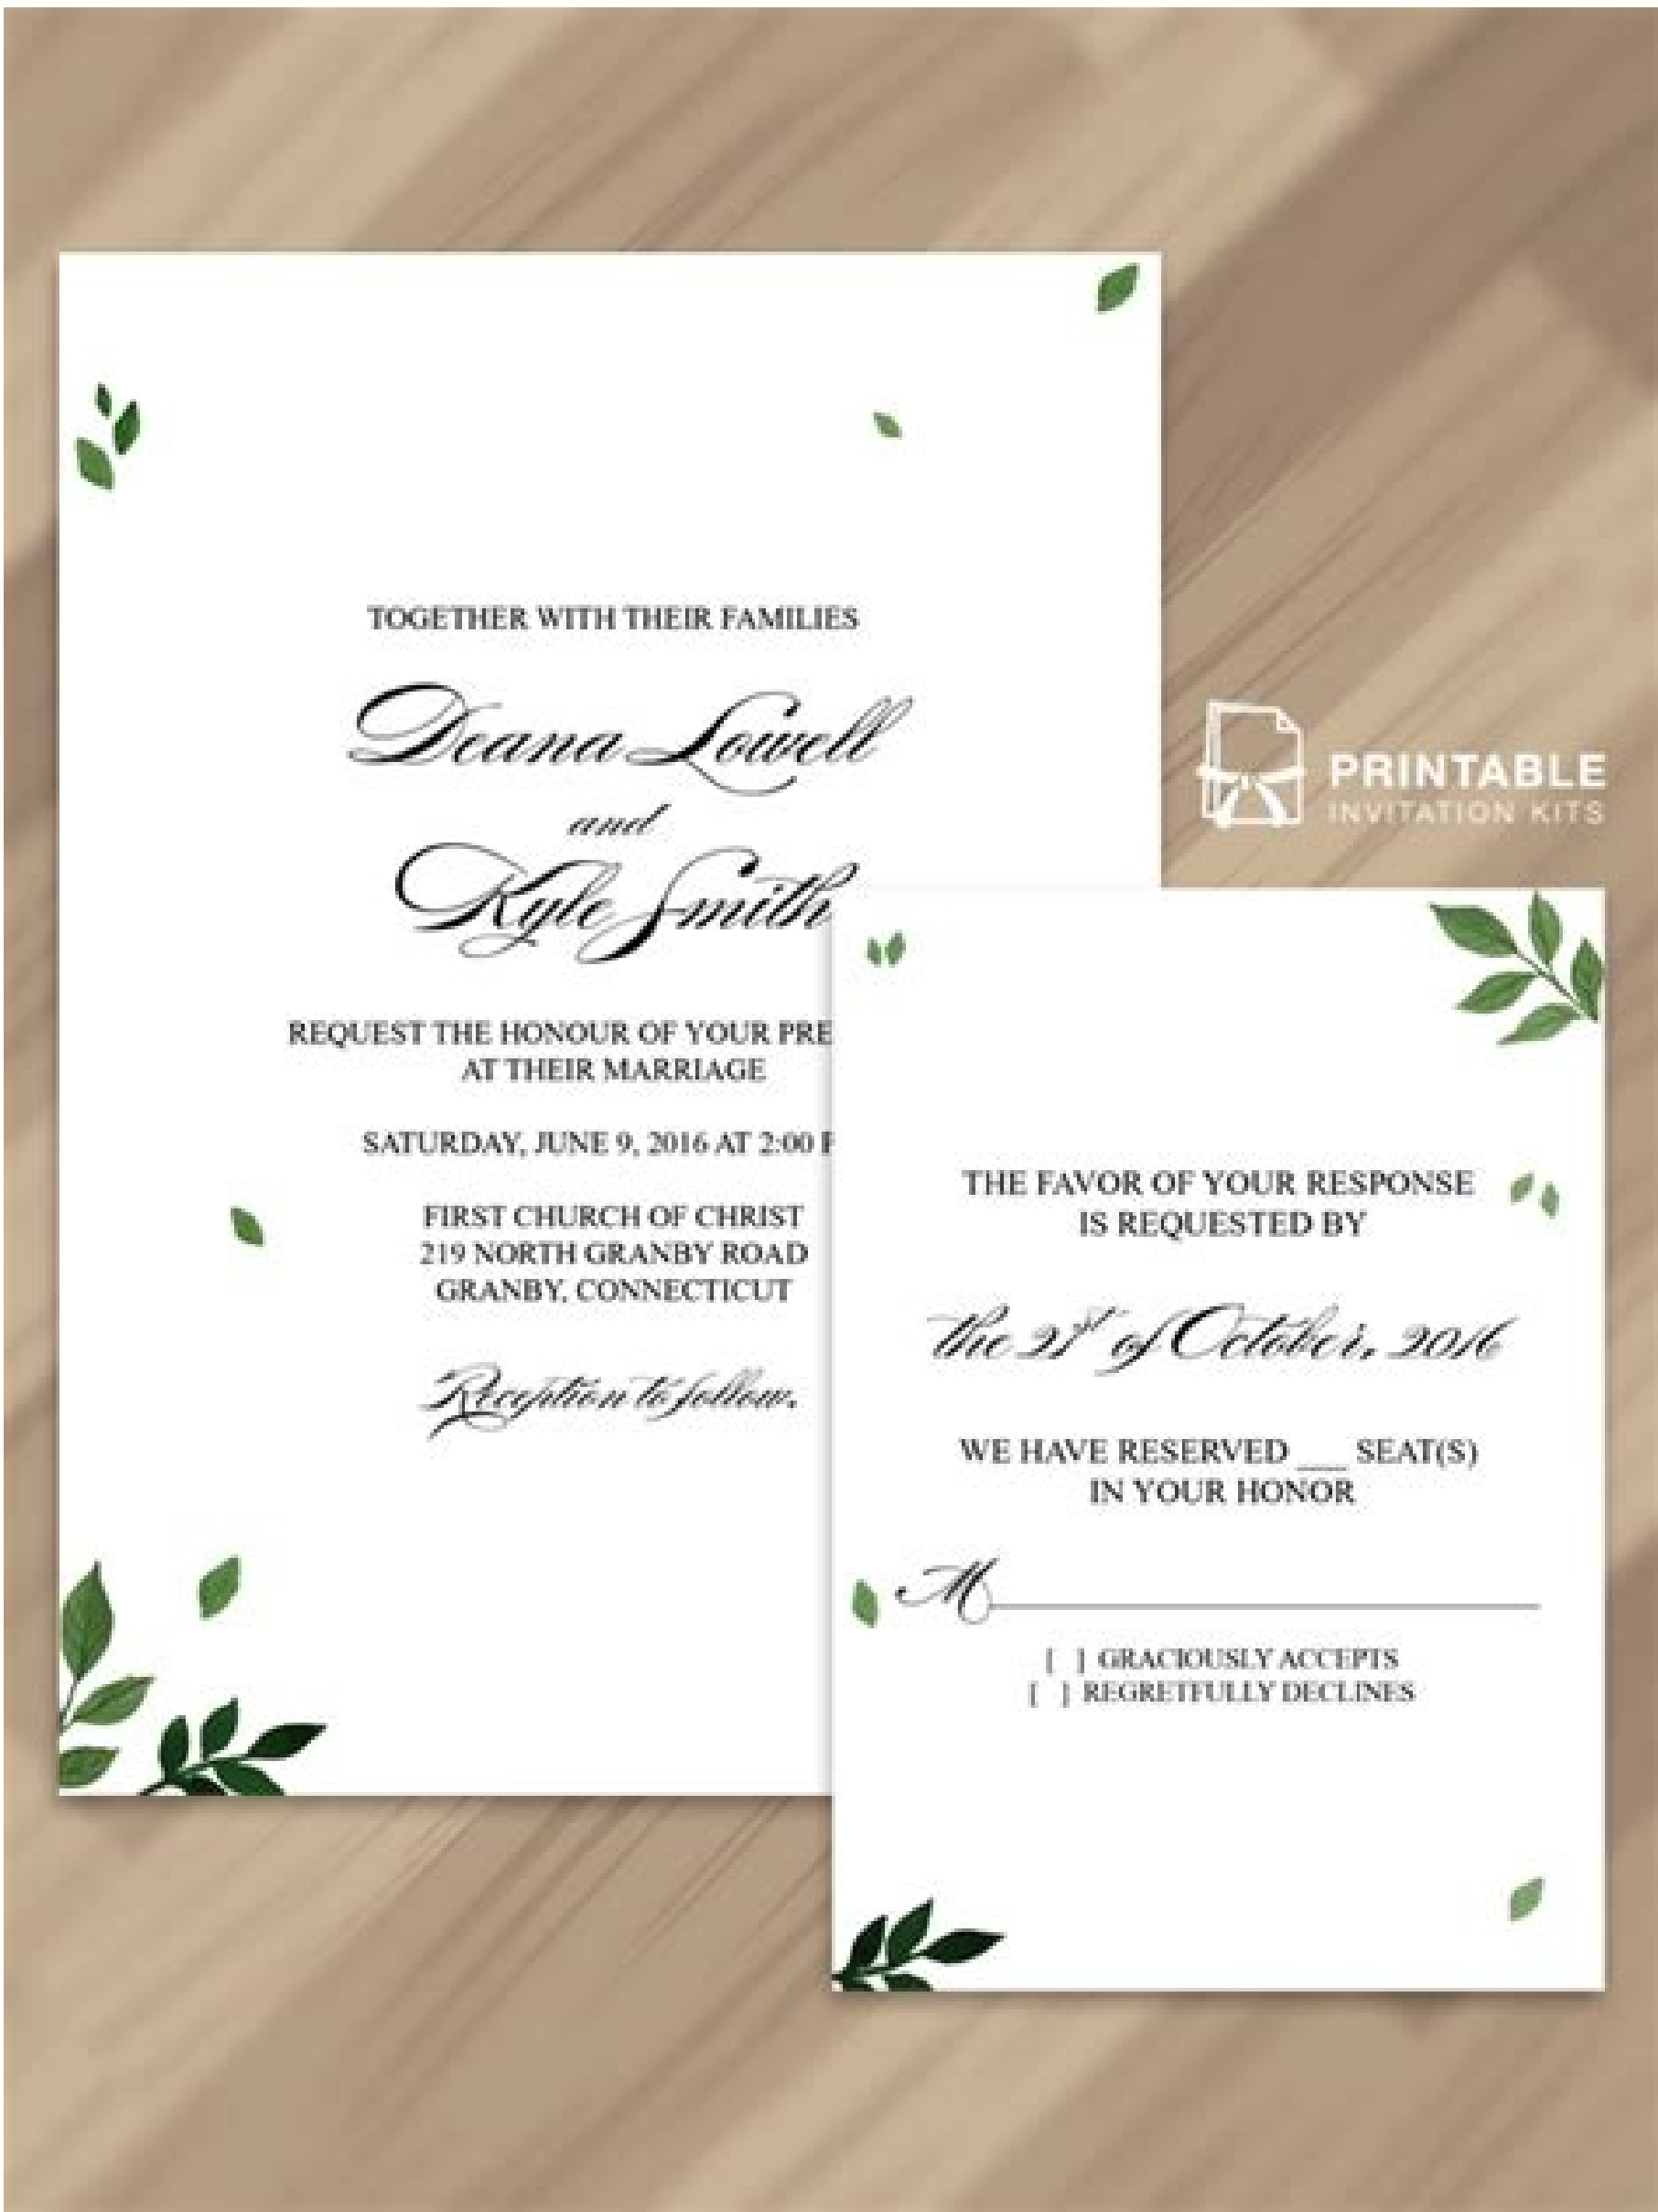 TOGETHER WITH THEIR FAMILIES
Deana Lowell
and
Kyle Smith
REQUEST THE HONOUR OF YOUR PRE
AT THEIR MARRIAGE
SATURDAY, JUNE 9, 2016 AT 2:00 P
FIRST CHURCH OF CHRIST
219 NORTH GRANBY ROAD
GRANBY, CONNECTICUT
Reception to follow.
PRINTABLE
INVITATION KITS
THE FAVOR OF YOUR RESPONSE
IS REQUESTED BY
the 21st of October, 2016
WE HAVE RESERVED ___ SEAT(S)
IN YOUR HONOR
M
[ ] GRACIOUSLY ACCEPTS
[ ] REGRETFULLY DECLINES